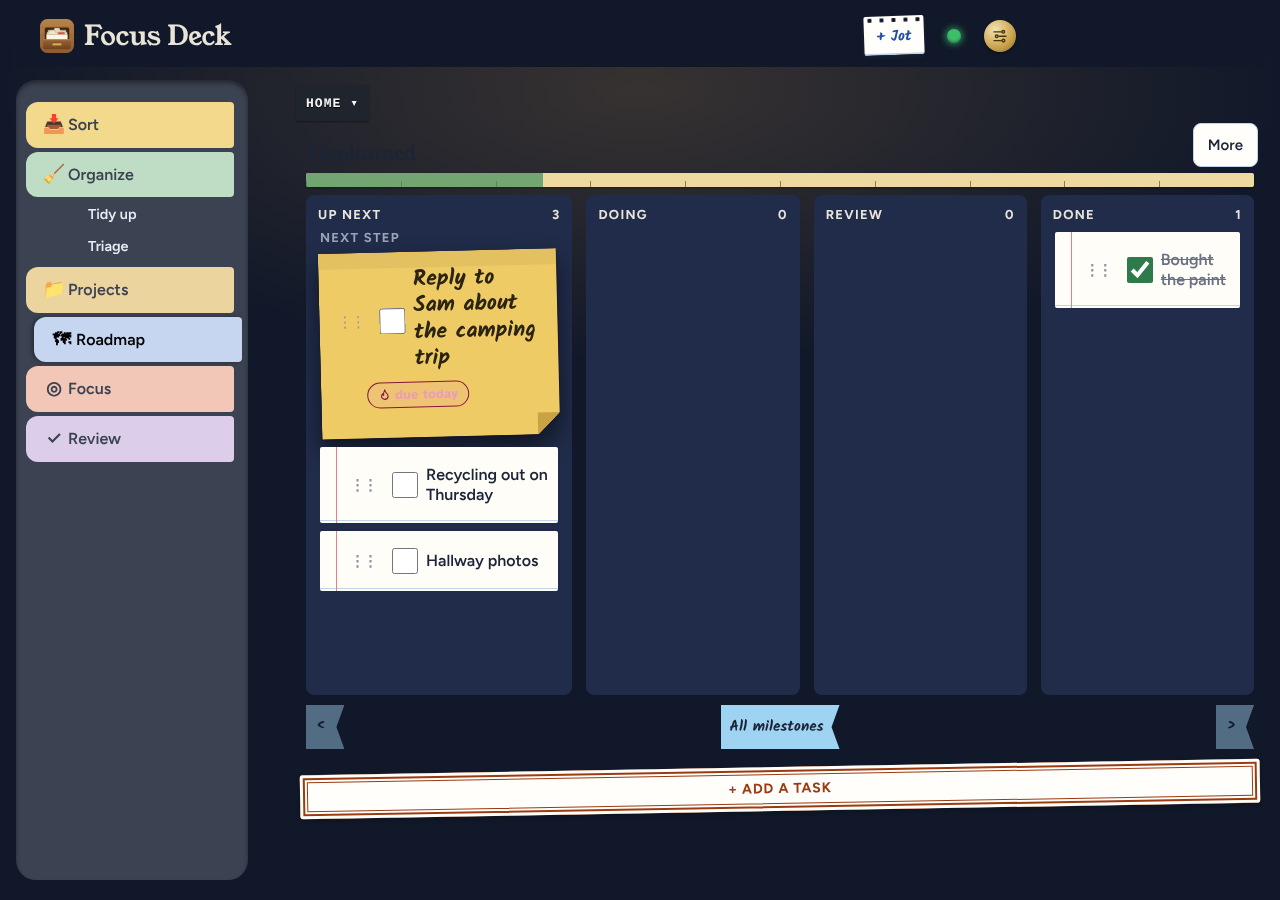 Focus Deck
+ Jot
HOME ▾
More
Sort
Organize
Tidy up
Triage
Projects
Roadmap
Focus
Review
UP NEXT 3
NEXT STEP
Reply to
Sam about
the camping
trip
due today
Recycling out on
Thursday
Hallway photos
DOING 0
REVIEW 0
DONE 1
Bought
the paint
<
All milestones
>
+ ADD A TASK